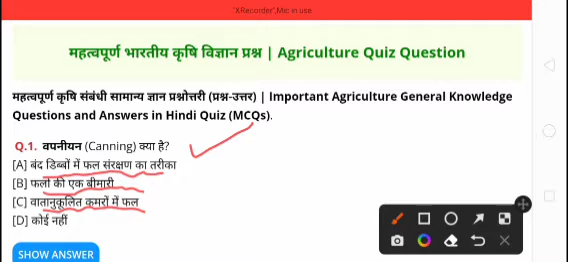 "XRecorder",Mic in use
महत्वपूर्ण भारतीय कृषि विज्ञान प्रश्न | Agriculture Quiz Question
महत्वपूर्ण कृषि संबंधी सामान्य ज्ञान प्रश्नोत्तरी (प्रश्न-उत्तर) | Important Agriculture General Knowledge
Questions and Answers in Hindi Quiz (MCQs).
Q.1. वपनीयन (Canning) क्या है?
[A] बंद डिब्बों में फल संरक्षण का तरीका
[B] फलों की एक बीमारी
[C] वातानुकूलित कमरों में फल
[D] कोई नहीं
SHOW ANSWER